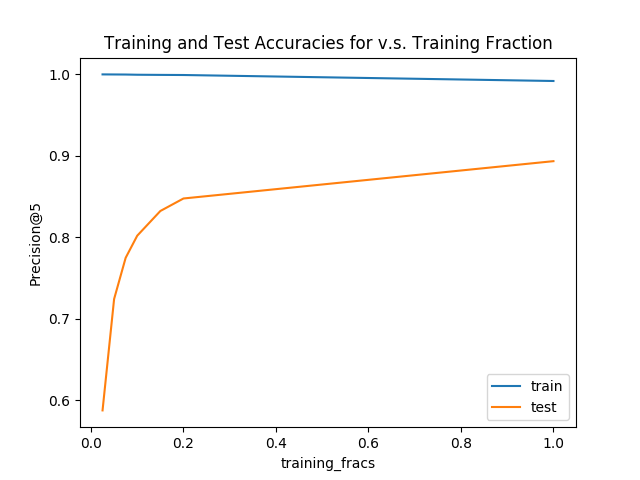 Training and Test Accuracies for v.s. Training Fraction
1.0
0.9
0.8
0.7
0.6
Precision@5
0.0 0.2 0.4 0.6 0.8 1.0
training_fracs
train
test